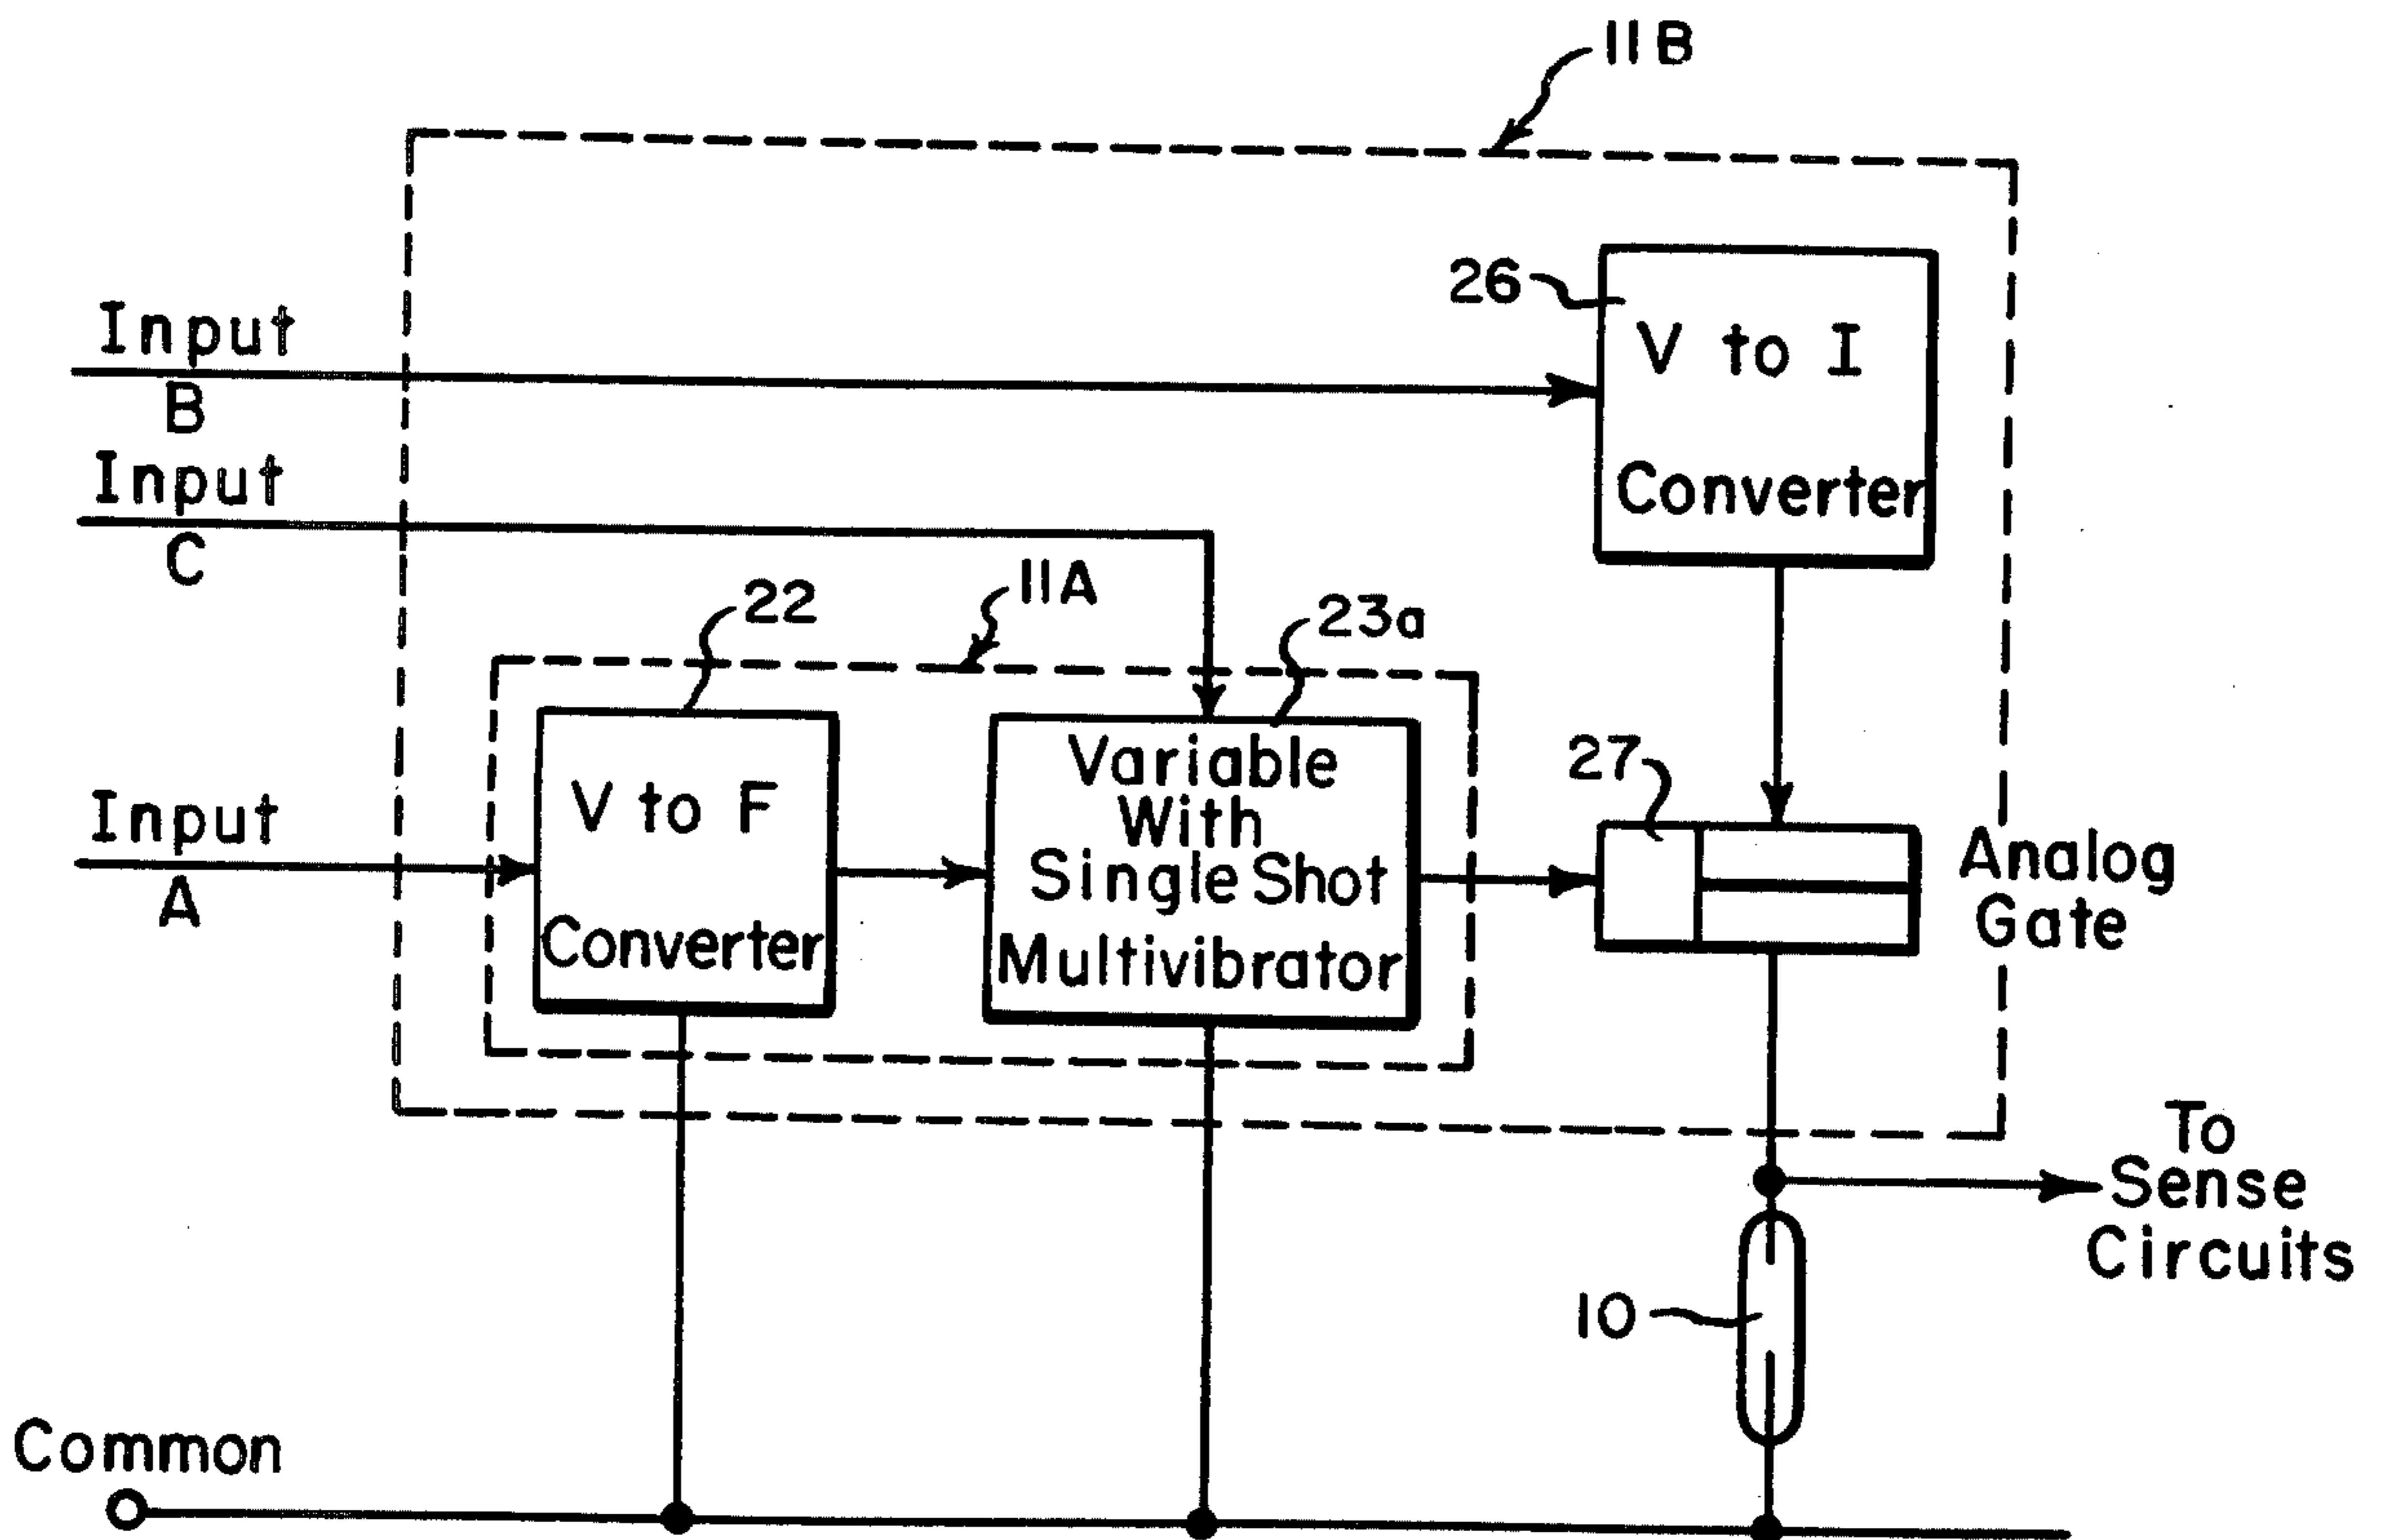 11B
26
V to I
Converter
Input
B
Input
C
11A
22
23a
V to F
Converter
Variable
With
Single Shot
Multivibrator
27
Analog
Gate
Input
A
To
Sense
Circuits
10
Common